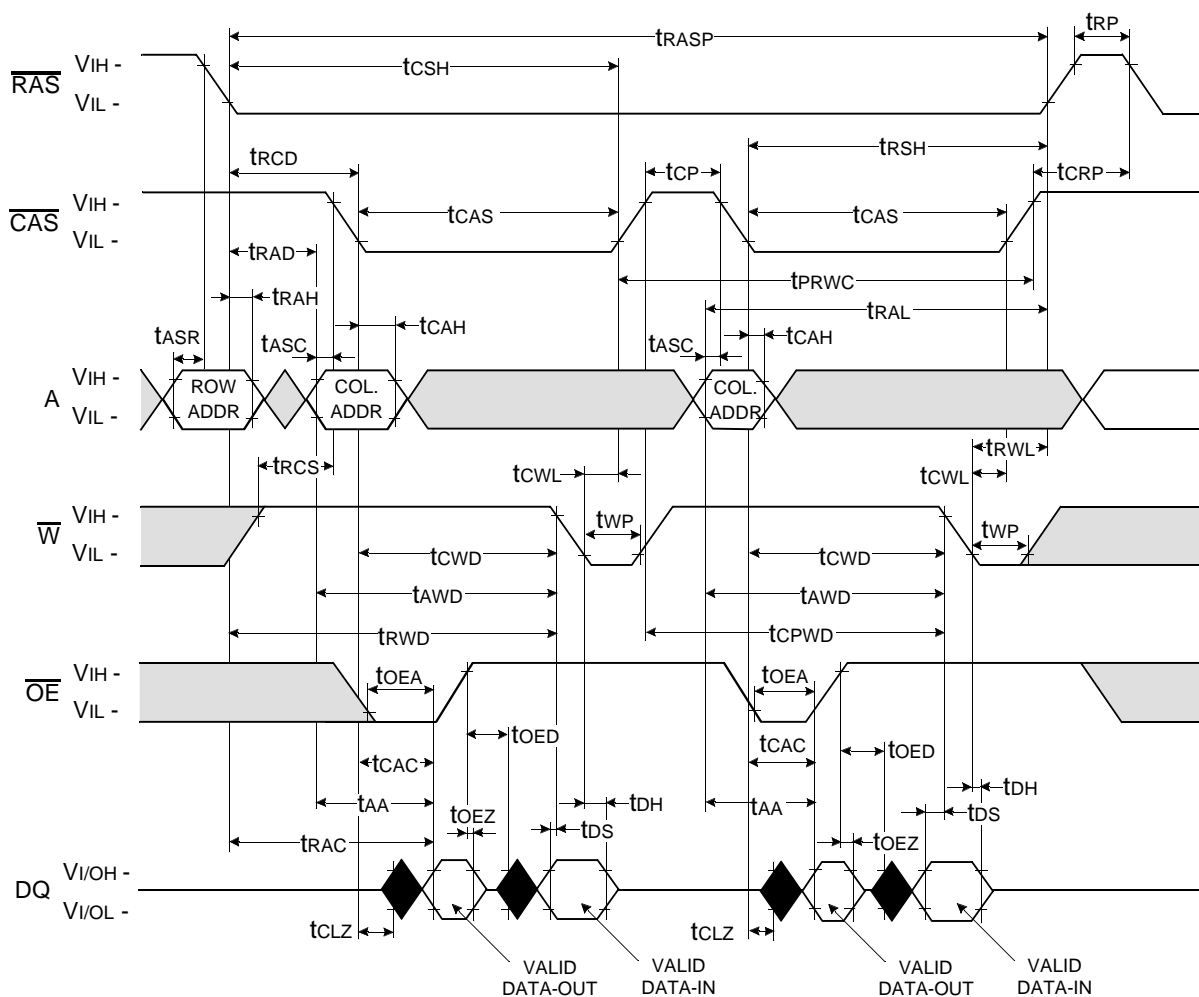 tRASP
tRP
RAS
VIH -
VIL -
tCSH
tRCD
tRSH
tCP
tCRP
CAS
VIH -
VIL -
tCAS
tCAS
tRAD
tPRWC
tRAH
tRAL
tASR
tASC
tCAH
tASC
tCAH
A
VIH -
VIL -
ROW
ADDR
COL.
ADDR
COL.
ADDR
tRCS
tCWL
tRWL
tCWL
W
VIH -
VIL -
tWP
tWP
tCWD
tCWD
tAWD
tAWD
tRWD
tCPWD
OE
VIH -
VIL -
tOEA
tOEA
tOED
tOED
tCAC
tCAC
tAA
tDH
tAA
tDH
tOEZ
tDS
tOEZ
tDS
tRAC
DQ
VI/OH -
VI/OL -
tCLZ
tCLZ
VALID
DATA-OUT
VALID
DATA-IN
VALID
DATA-OUT
VALID
DATA-IN